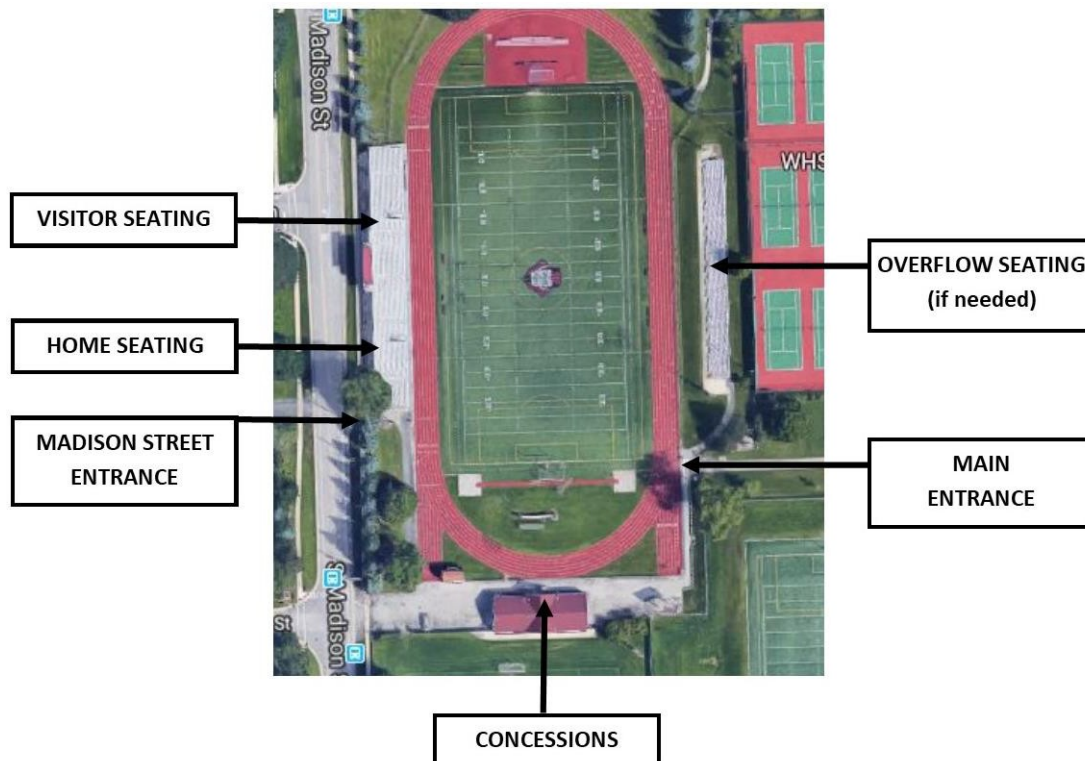 Madison St
WHS
VISITOR SEATING
OVERFLOW SEATING
(if needed)
HOME SEATING
MADISON STREET
ENTRANCE
MAIN
ENTRANCE
St
S Madison S
CONCESSIONS